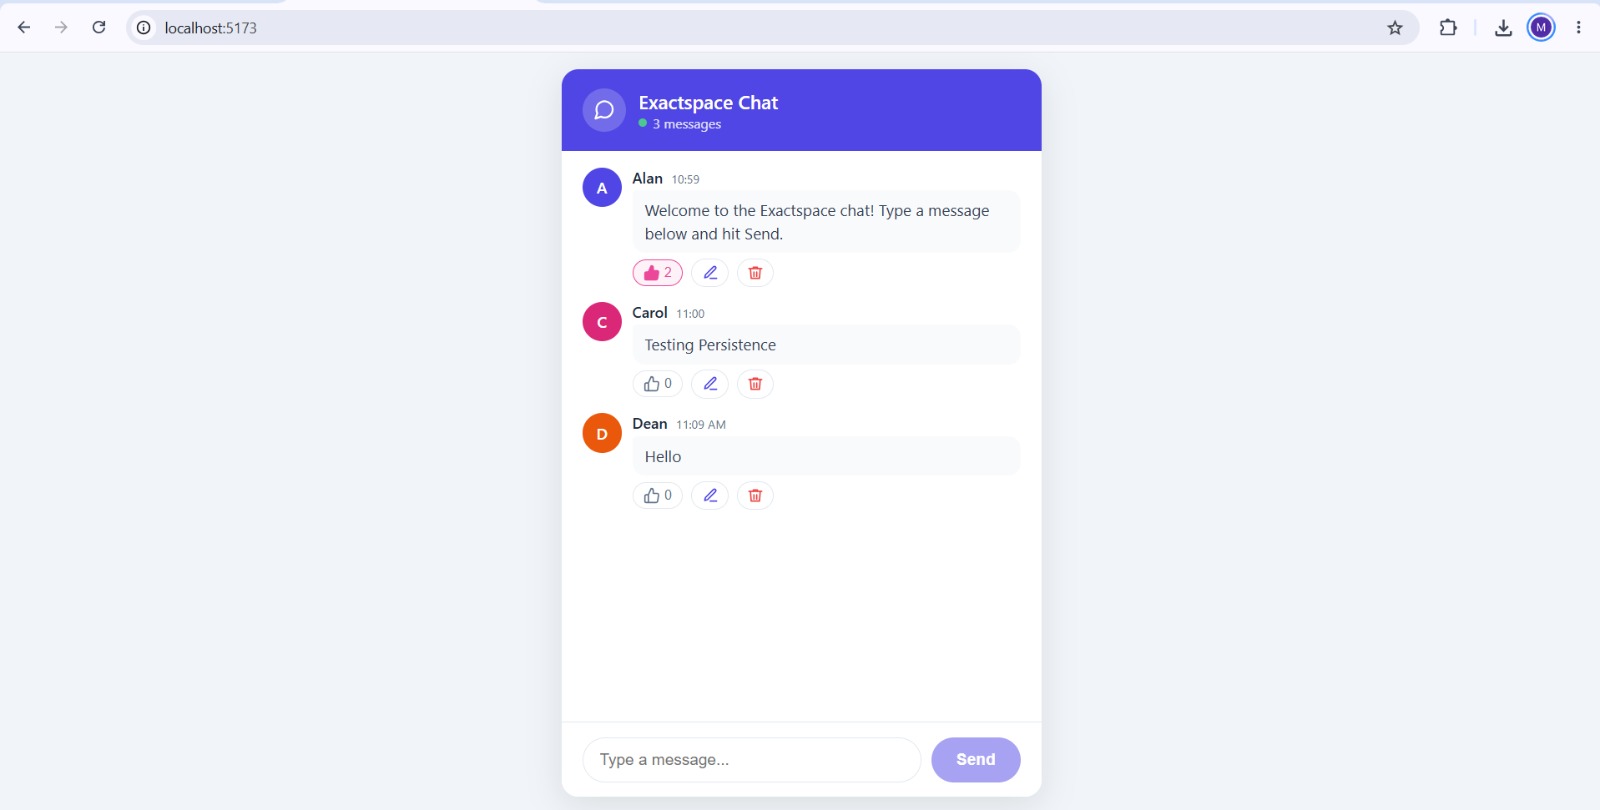 localhost:5173
M
Exactspace Chat
3 messages
A
Alan 10:59
Welcome to the Exactspace chat! Type a message
below and hit Send.
2
C
Carol 11:00
Testing Persistence
0
D
Dean 11:09 AM
Hello
0
Type a message...
Send